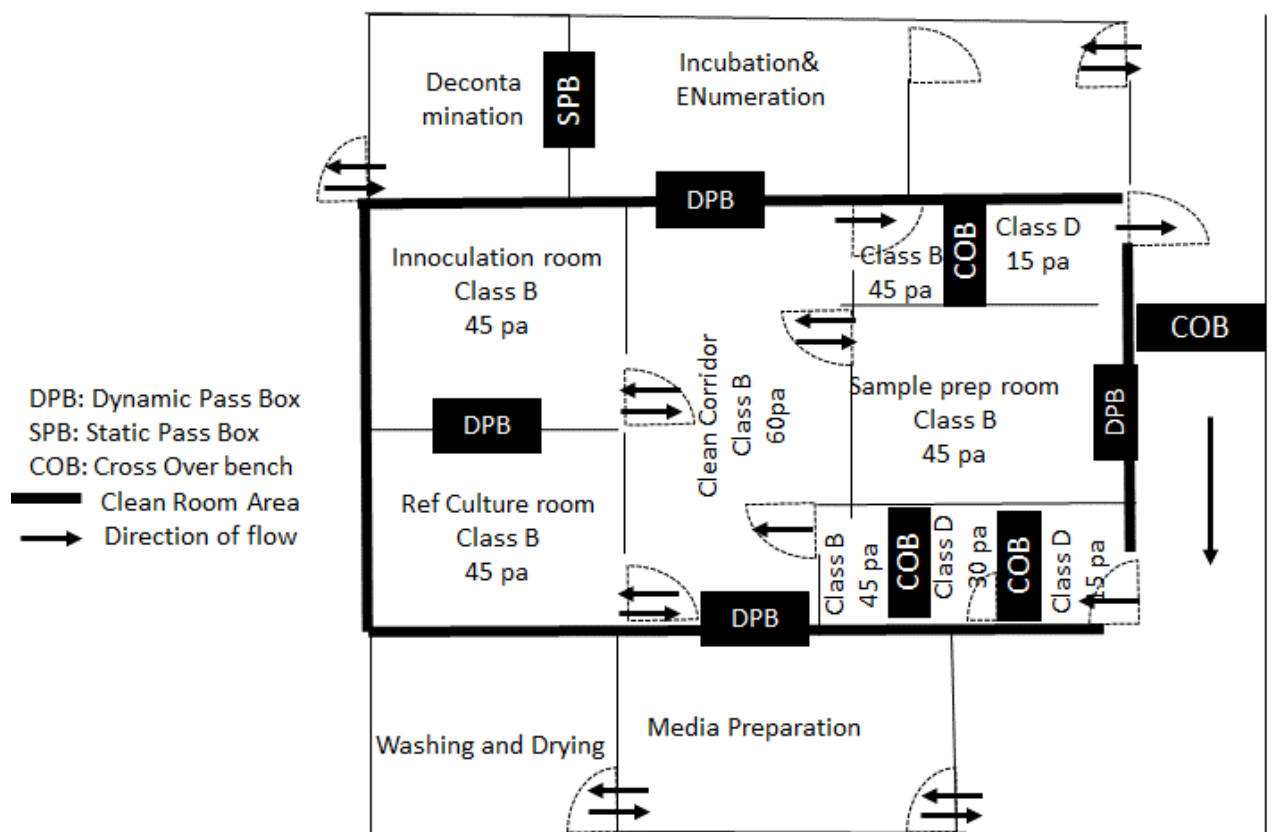 Deconta
mination
SPB
Incubation&
ENumeration
DPB
Innoculation room
Class B
45 pa
DPB
Ref Culture room
Class B
45 pa
Clean Corridor
Class B
60pa
Class B
45 pa
COB
Class D
15 pa
COB
Sample prep room
Class B
45 pa
DPB
Class B
45 pa
COB
Class D
30 pa
COB
Class D
15 pa
DPB
DPB: Dynamic Pass Box
SPB: Static Pass Box
COB: Cross Over bench
Clean Room Area
Direction of flow
Washing and Drying
Media Preparation